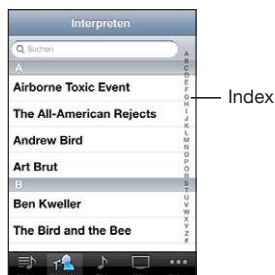 Interpreten
Suchen
A
Airborne Toxic Event
The All-American Rejects
Andrew Bird
Art Brut
B
Ben Kweller
The Bird and the Bee
A
B
C
D
E
F
G
H
I
J
K
L
M
N
O
P
Q
R
S
T
U
V
W
X
Y
Z
#
Index